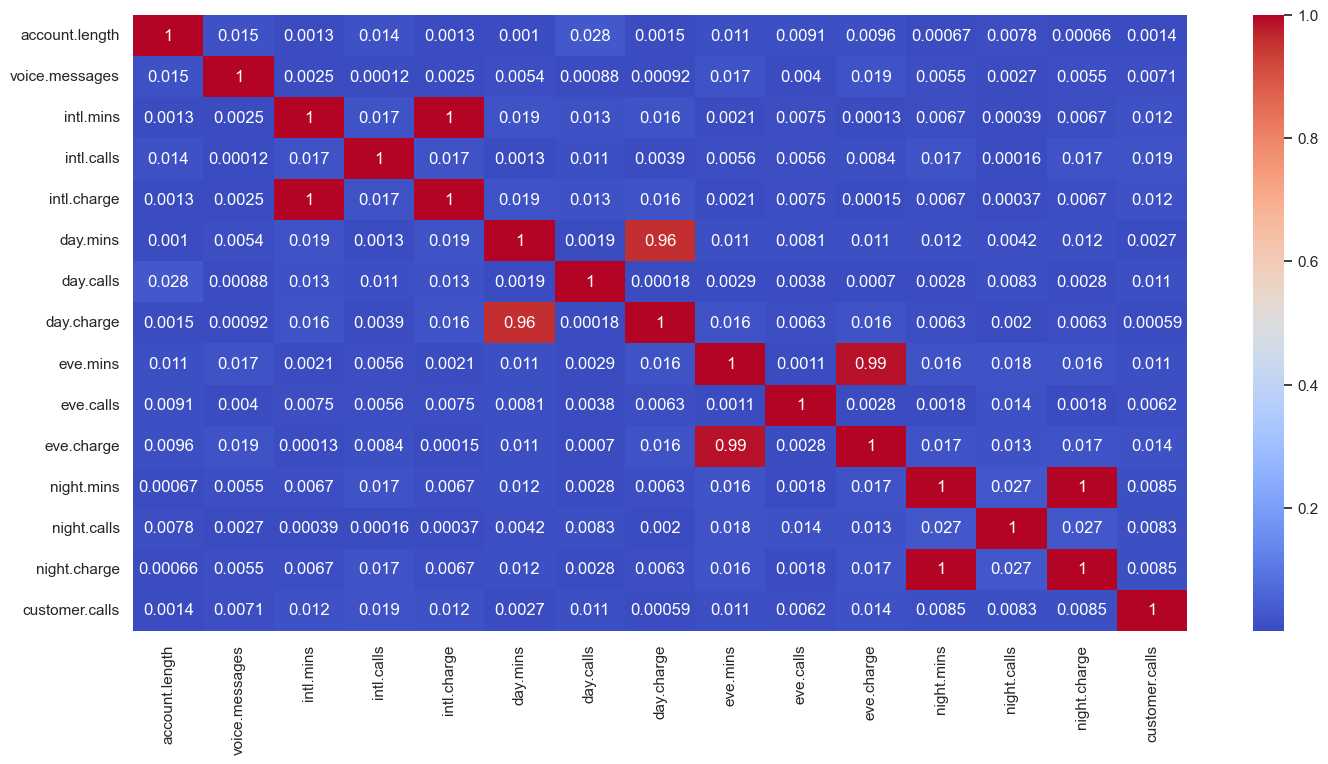 account.length 1 0.015 0.0013 0.014 0.0013 0.001 0.028 0.0015 0.011 0.0091 0.0096 0.00067 0.0078 0.00066 0.0014
voice.messages 0.015 1 0.0025 0.00012 0.0025 0.0054 0.00088 0.00092 0.017 0.004 0.019 0.0055 0.0027 0.0055 0.0071
intl.mins 0.0013 0.0025 1 0.017 1 0.019 0.013 0.016 0.0021 0.0075 0.00013 0.0067 0.00039 0.0067 0.012
intl.calls 0.014 0.00012 0.017 1 0.017 0.0013 0.011 0.0039 0.0056 0.0056 0.0084 0.017 0.00016 0.017 0.019
intl.charge 0.0013 0.0025 1 0.017 1 0.019 0.013 0.016 0.0021 0.0075 0.00015 0.0067 0.00037 0.0067 0.012
day.mins 0.001 0.0054 0.019 0.0013 0.019 1 0.0019 0.96 0.011 0.0081 0.011 0.012 0.0042 0.012 0.0027
day.calls 0.028 0.00088 0.013 0.011 0.013 0.0019 1 0.00018 0.0029 0.0038 0.0007 0.0028 0.0083 0.0028 0.011
day.charge 0.0015 0.00092 0.016 0.0039 0.016 0.96 0.00018 1 0.016 0.0063 0.016 0.0063 0.002 0.0063 0.00059
eve.mins 0.011 0.017 0.0021 0.0056 0.0021 0.011 0.0029 0.016 1 0.0011 0.99 0.016 0.018 0.016 0.011
eve.calls 0.0091 0.004 0.0075 0.0056 0.0075 0.0081 0.0038 0.0063 0.0011 1 0.0028 0.0018 0.014 0.0018 0.0062
eve.charge 0.0096 0.019 0.00013 0.0084 0.00015 0.011 0.0007 0.016 0.99 0.0028 1 0.017 0.013 0.017 0.014
night.mins 0.00067 0.0055 0.0067 0.017 0.0067 0.012 0.0028 0.0063 0.016 0.0018 0.017 1 0.027 1 0.0085
night.calls 0.0078 0.0027 0.00039 0.00016 0.00037 0.0042 0.0083 0.002 0.018 0.014 0.013 0.027 1 0.027 0.0083
night.charge 0.00066 0.0055 0.0067 0.017 0.0067 0.012 0.0028 0.0063 0.016 0.0018 0.017 1 0.027 1 0.0085
customer.calls 0.0014 0.0071 0.012 0.019 0.012 0.0027 0.011 0.00059 0.011 0.0062 0.014 0.0085 0.0083 0.0085 1
account.length
voice.messages
intl.mins
intl.calls
intl.charge
day.mins
day.calls
day.charge
eve.mins
eve.calls
eve.charge
night.mins
night.calls
night.charge
customer.calls
1.0
0.8
0.6
0.4
0.2